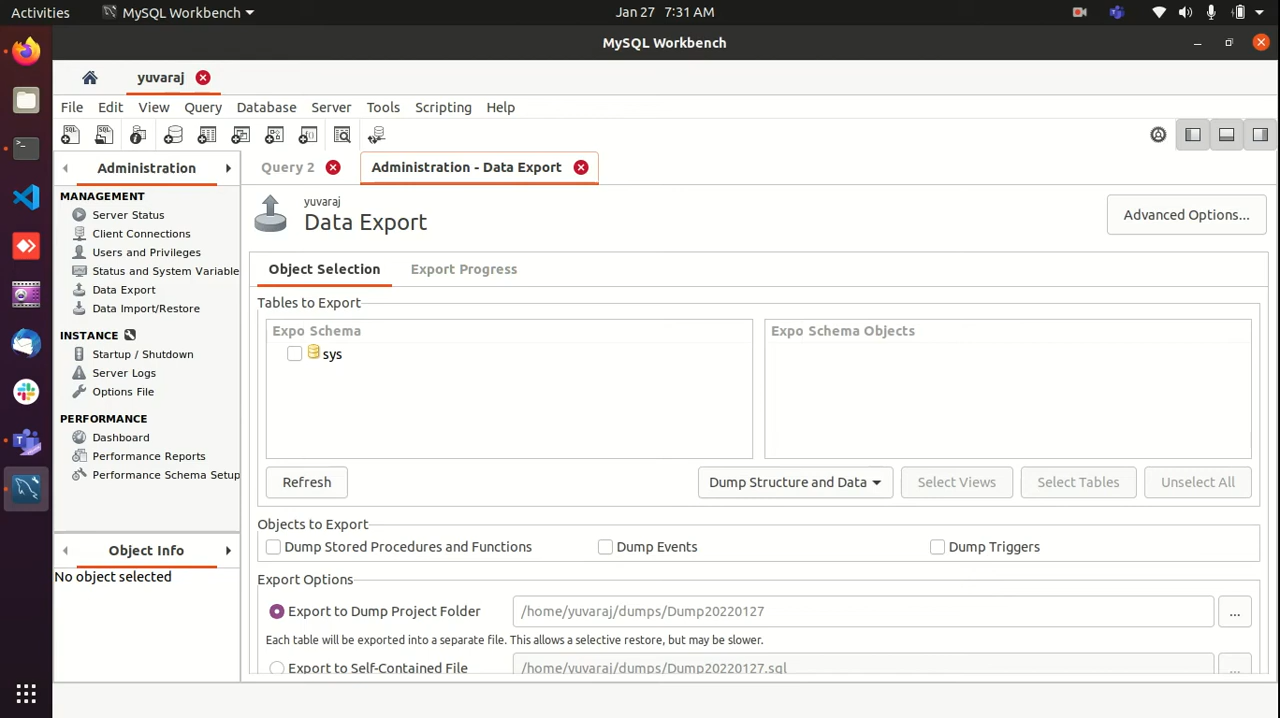 Activities MySQL Workbench Jan 27 7:31 AM
MySQL Workbench
yuvaraj
File Edit View Query Database Server Tools Scripting Help
Administration Query 2 Administration - Data Export
MANAGEMENT
Server Status
Client Connections
Users and Privileges
Status and System Variable
Data Export
Data Import/Restore
INSTANCE
Startup / Shutdown
Server Logs
Options File
PERFORMANCE
Dashboard
Performance Reports
Performance Schema Setup
Object Info
No object selected
yuvaraj
Data Export
Advanced Options...
Object Selection Export Progress
Tables to Export
Expo Schema Expo Schema Objects
sys
Refresh Dump Structure and Data Select Views Select Tables Unselect All
Objects to Export
Dump Stored Procedures and Functions Dump Events Dump Triggers
Export Options
Export to Dump Project Folder /home/yuvaraj/dumps/Dump20220127 ...
Each table will be exported into a separate file. This allows a selective restore, but may be slower.
Export to Self-Contained File /home/yuvaraj/dumps/Dump20220127.sql ...